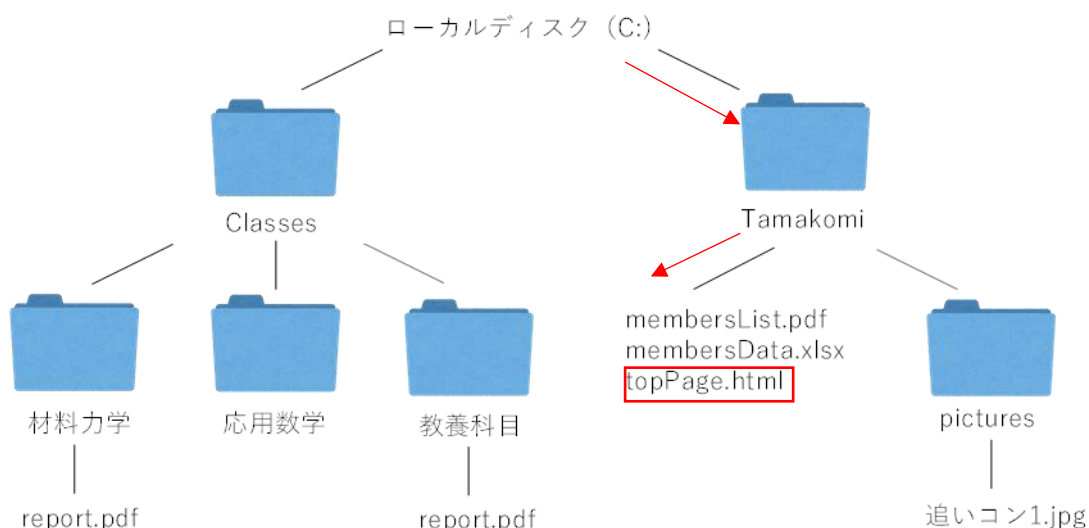 ローカルディスク（C:）
Classes
Tamakomi
membersList.pdf
membersData.xlsx
topPage.html
材料力学
応用数学
教養科目
pictures
report.pdf
report.pdf
追いコン1.jpg